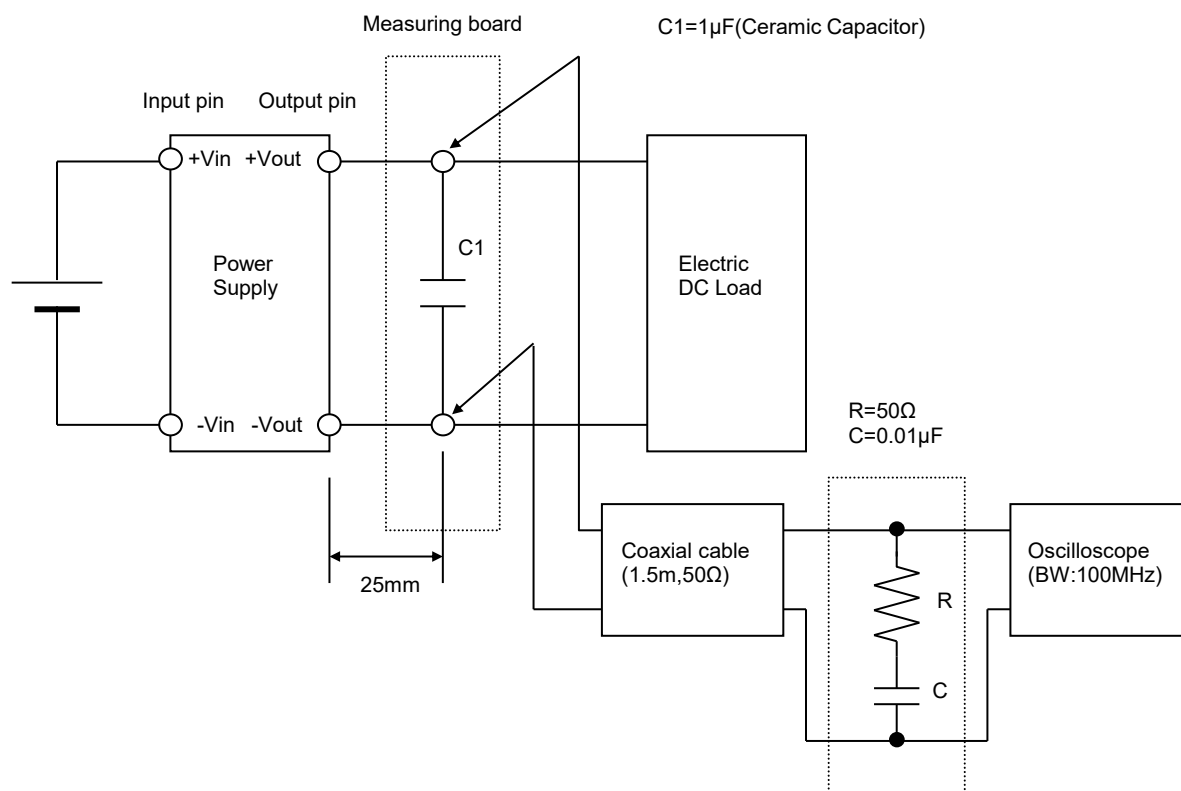 Measuring board
C1=1µF(Ceramic Capacitor)
Input pin
Output pin
+Vin
+Vout
C1
Power
Supply
Electric
DC Load
-Vin
-Vout
R=50Ω
C=0.01µF
25mm
Coaxial cable
(1.5m,50Ω)
R
C
Oscilloscope
(BW:100MHz)